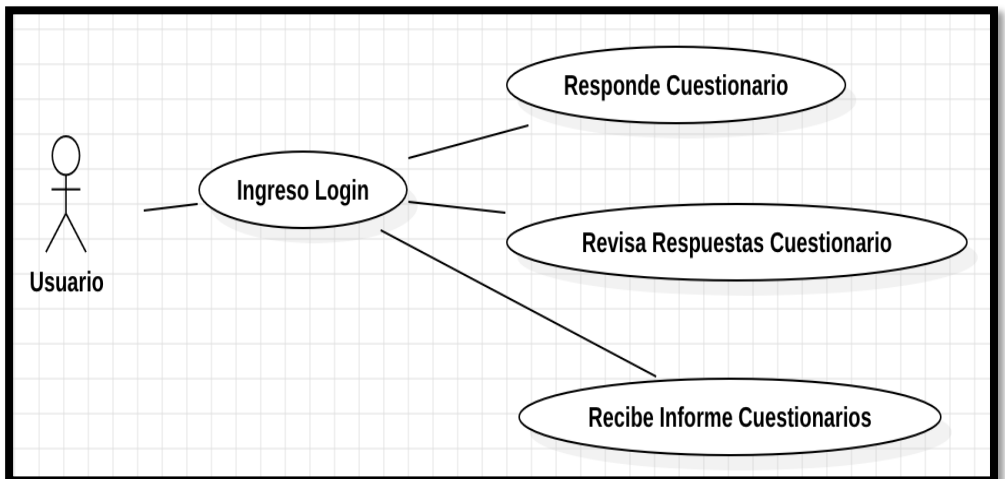 Responde Cuestionario
Ingreso Login
Revisa Respuestas Cuestionario
Usuario
Recibe Informe Cuestionarios